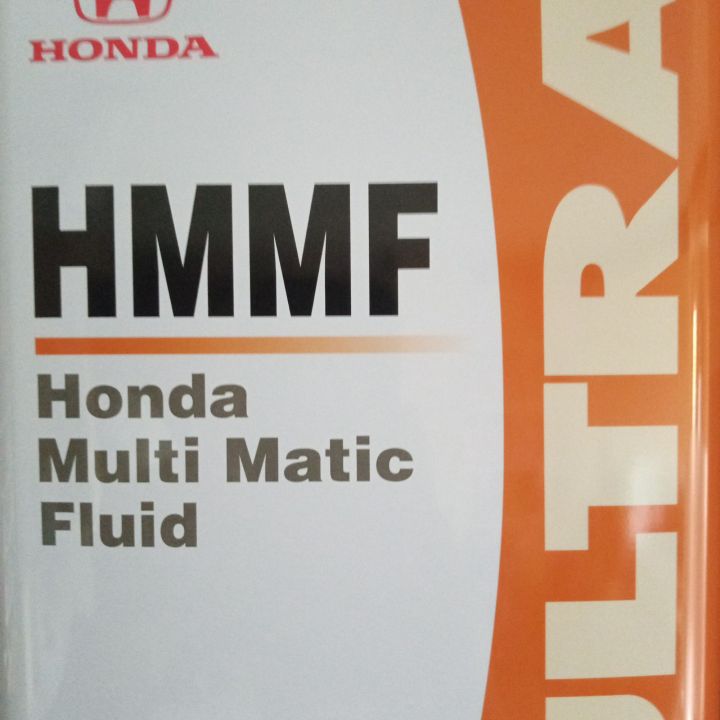 HONDA
HMMF
Honda
Multi Matic
Fluid
ULTRA